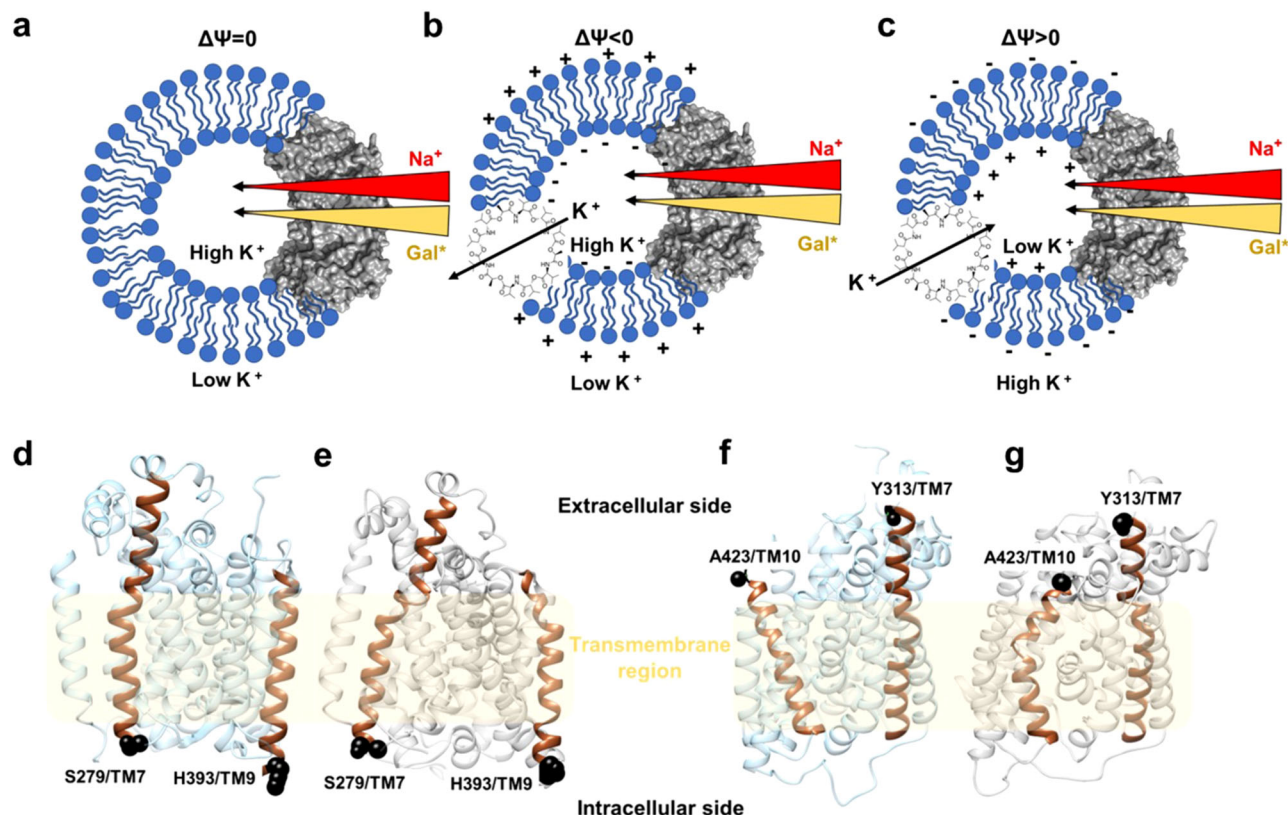 a
ΔΨ=0
Na⁺
Gal*
High K⁺
Low K⁺
b
ΔΨ<0
Na⁺
K⁺
High K⁺
Gal*
Low K⁺
c
ΔΨ>0
Na⁺
Low K⁺
K⁺
Gal*
High K⁺
d
S279/TM7
H393/TM9
e
S279/TM7
H393/TM9
Extracellular side
Transmembrane
region
Intracellular side
f
Y313/TM7
A423/TM10
g
Y313/TM7
A423/TM10